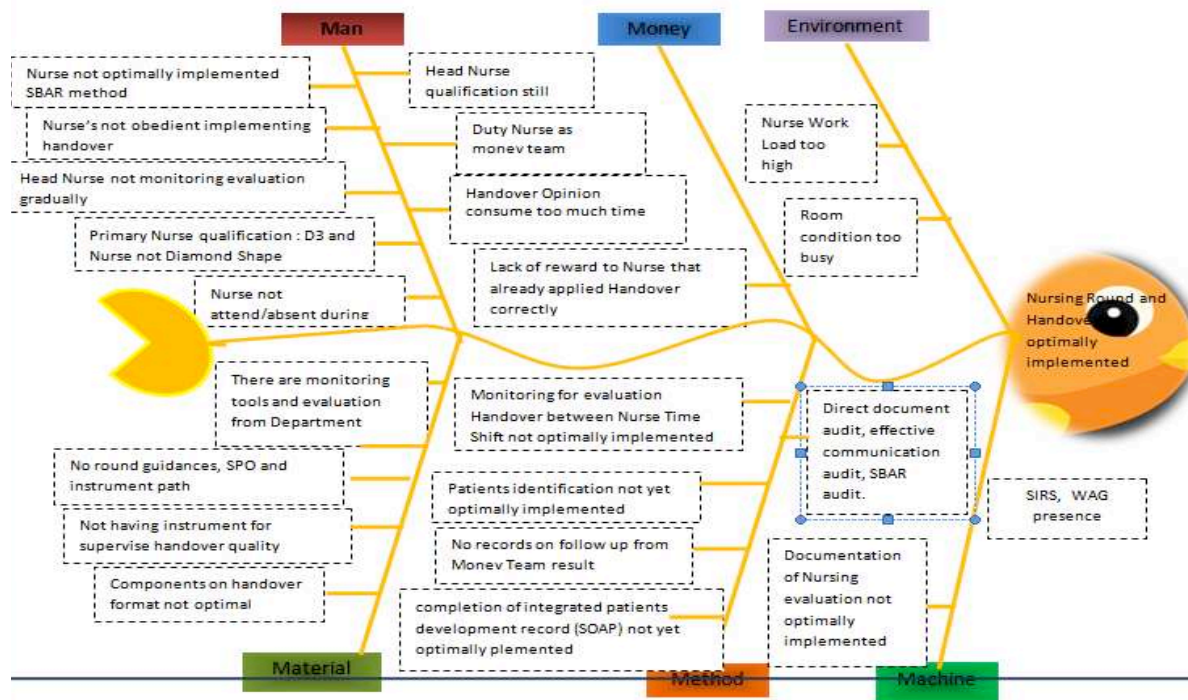 Man
Money
Environment
Nurse not optimally implemented
SBAR method
Nurse's not obedient implementing
handover
Head Nurse not monitoring evaluation
gradually
Primary Nurse qualification : D3 and
Nurse not Diamond Shape
Nurse not
attend/absent during
Head Nurse
qualification still
Duty Nurse as
monev team
Handover Opinion
consume too much time
Lack of reward to Nurse that
already applied Handover
correctly
Nurse Work
Load too
high
Room
condition too
busy
Nursing Round and
Handove
optimally
implemented
There are monitoring
tools and evaluation
from Department
No round guidances, SPO and
instrument path
Not having instrument for
supervise handover quality
Components on handover
format not optimal
Monitoring for evaluation
Handover between Nurse Time
Shift not optimally implemented
Patients identification not yet
optimally implemented
No records on follow up from
Monev Team result
completion of integrated patients
development record (SOAP) not yet
optimally plemented
Direct document
audit, effective
communication
audit, SBAR
audit.
SIRS, WAG
presence
Documentation
of Nursing
evaluation not
optimally
implemented
Material
Method
Machine